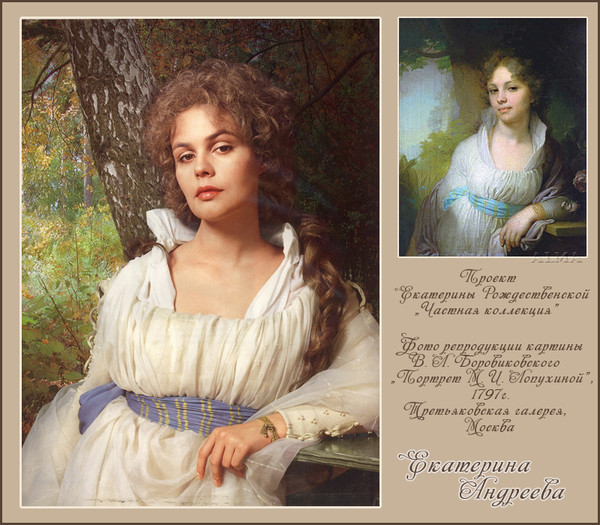 Проект
"Екатерины Рождественской
„Частная коллекция"
Фото репродукции картины
В. Л. Боровиковского
„Портрет М. И. Лопухиной",
1797г.
Третьяковская галерея,
Москва
Екатерина
Андреева